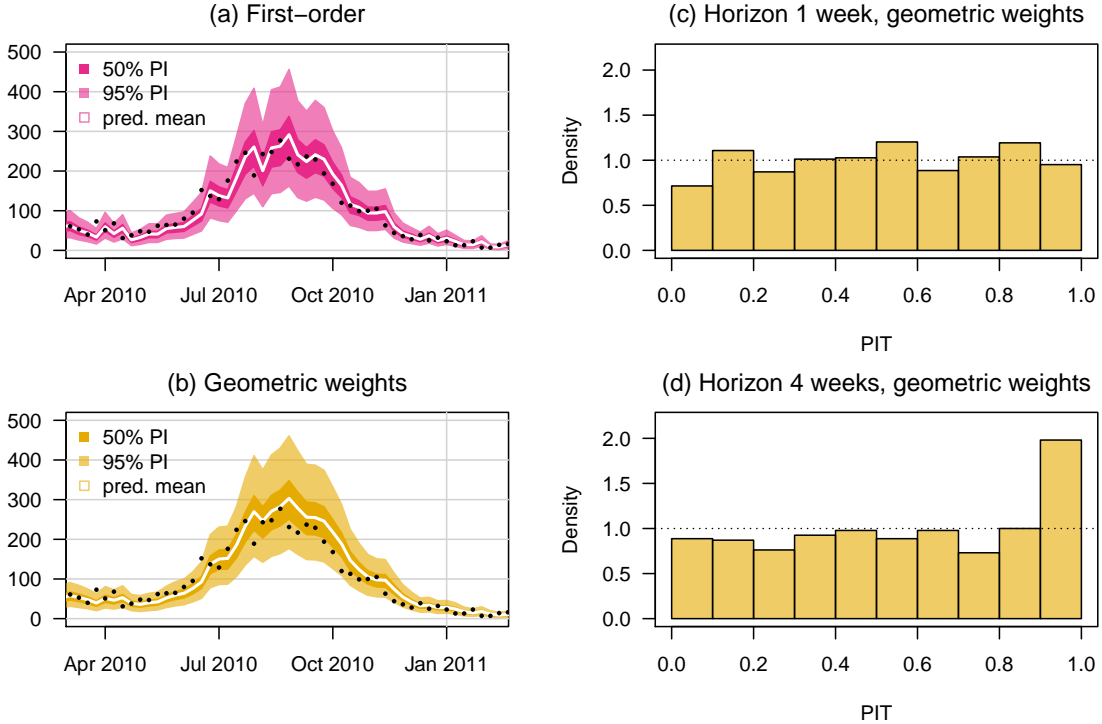 (a) First−order
500
400
300
200
100
0
50% PI
95% PI
pred. mean
Apr 2010 Jul 2010 Oct 2010 Jan 2011
(c) Horizon 1 week, geometric weights
Density
2.0
1.5
1.0
0.5
0.0
0.0 0.2 0.4 0.6 0.8 1.0
PIT
(b) Geometric weights
500
400
300
200
100
0
50% PI
95% PI
pred. mean
Apr 2010 Jul 2010 Oct 2010 Jan 2011
(d) Horizon 4 weeks, geometric weights
Density
2.0
1.5
1.0
0.5
0.0
0.0 0.2 0.4 0.6 0.8 1.0
PIT